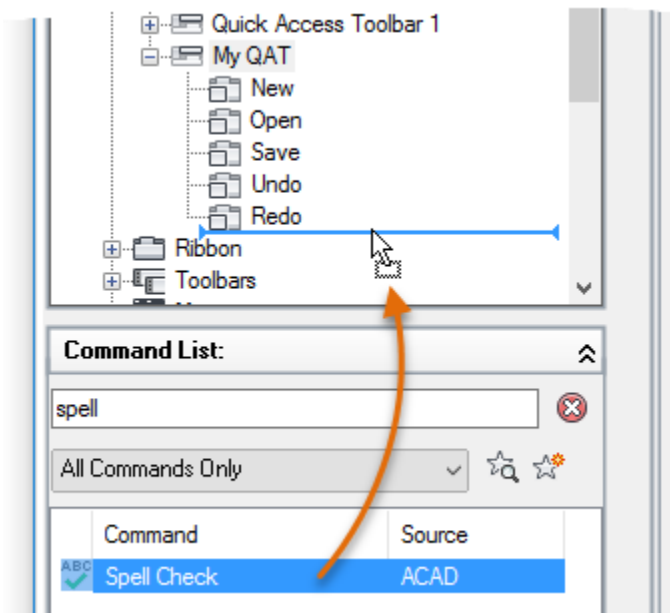 Quick Access Toolbar 1
My QAT
New
Open
Save
Undo
Redo
Ribbon
Toolbars
Command List:
spell
All Commands Only
Command Source
ABC Spell Check ACAD